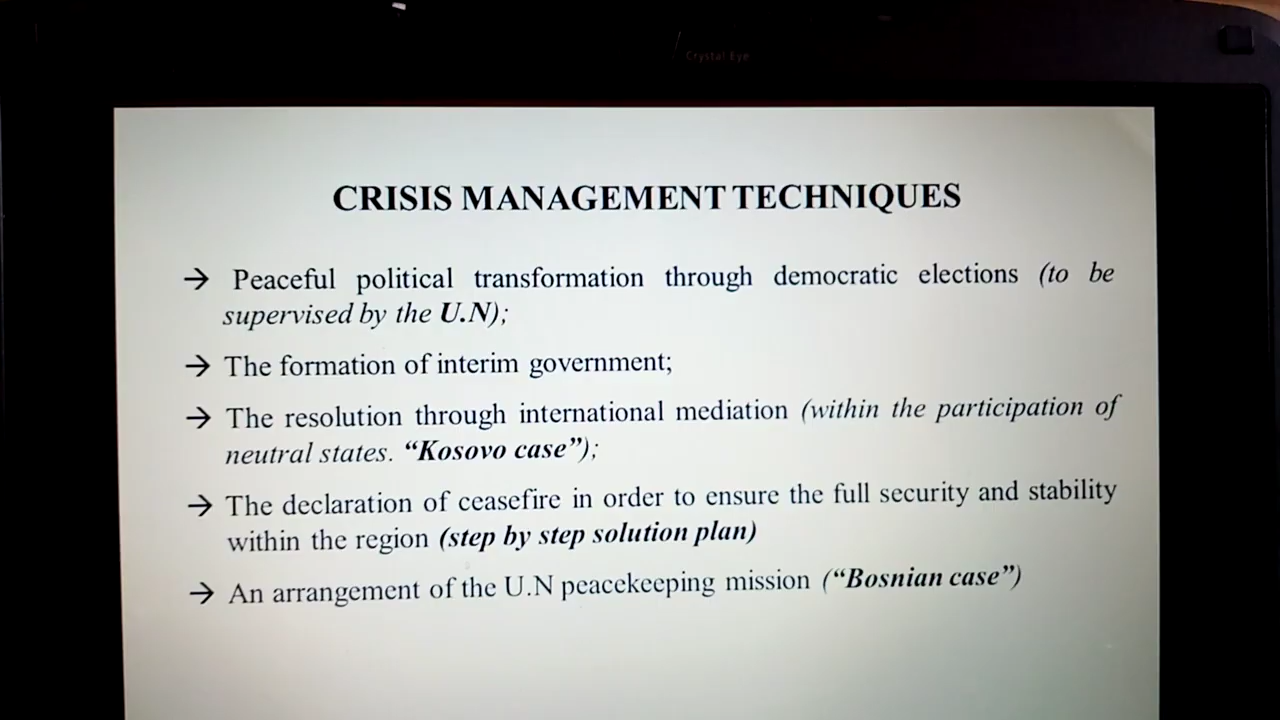 Crystal Eye
CRISIS MANAGEMENT TECHNIQUES
→ Peaceful political transformation through democratic elections (to be
supervised by the U.N);
→ The formation of interim government;
→ The resolution through international mediation (within the participation of
neutral states. “Kosovo case”);
→ The declaration of ceasefire in order to ensure the full security and stability
within the region (step by step solution plan)
→ An arrangement of the U.N peacekeeping mission (“Bosnian case”)